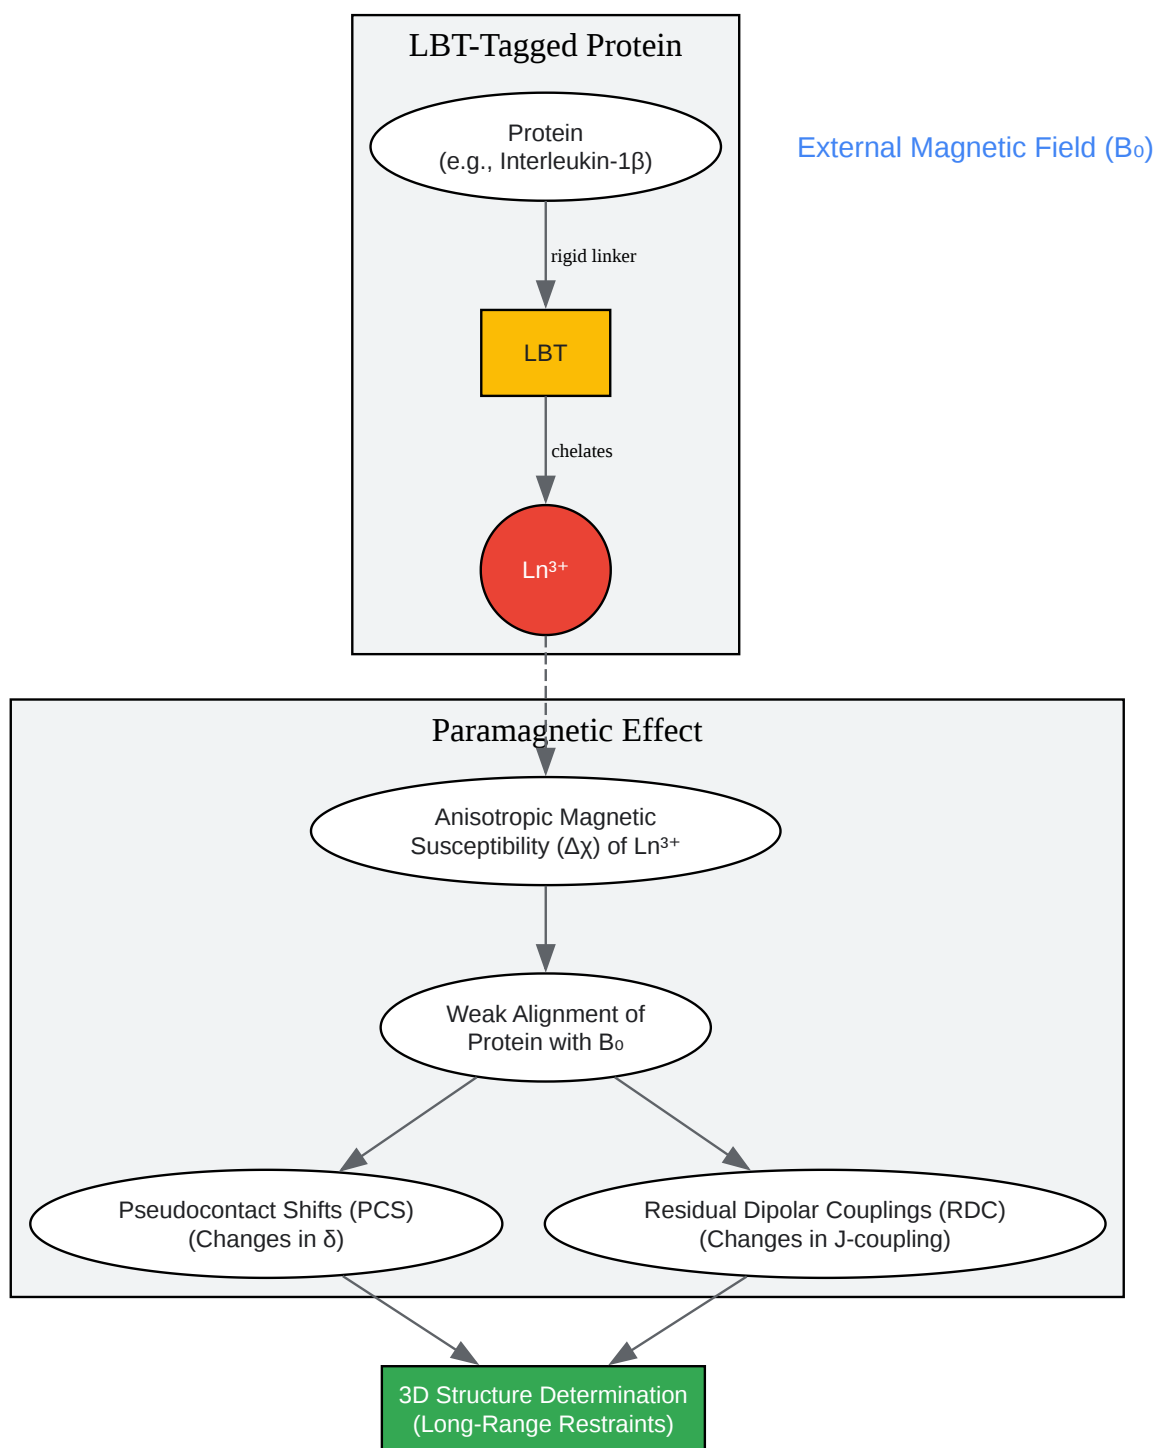 LBT-Tagged Protein
Protein
(e.g., Interleukin-1β)
External Magnetic Field (B₀)
rigid linker
LBT
chelates
Ln³⁺
Paramagnetic Effect
Anisotropic Magnetic
Susceptibility (Δχ) of Ln³⁺
Weak Alignment of
Protein with B₀
Pseudocontact Shifts (PCS)
(Changes in δ)
Residual Dipolar Couplings (RDC)
(Changes in J-coupling)
3D Structure Determination
(Long-Range Restraints)